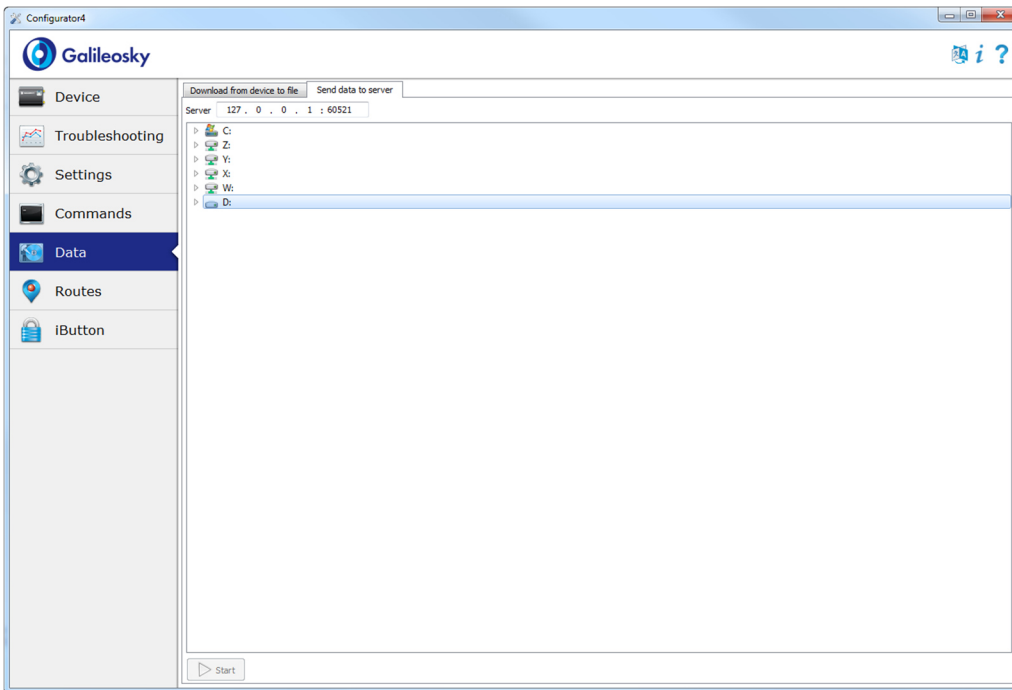 Configurator4
Galileosky
i ?
Device
Troubleshooting
Settings
Commands
Data
Routes
iButton
Download from device to file Send data to server
Server 127 . 0 . 0 . 1 : 60521
C:
Z:
Y:
X:
W:
D:
Start